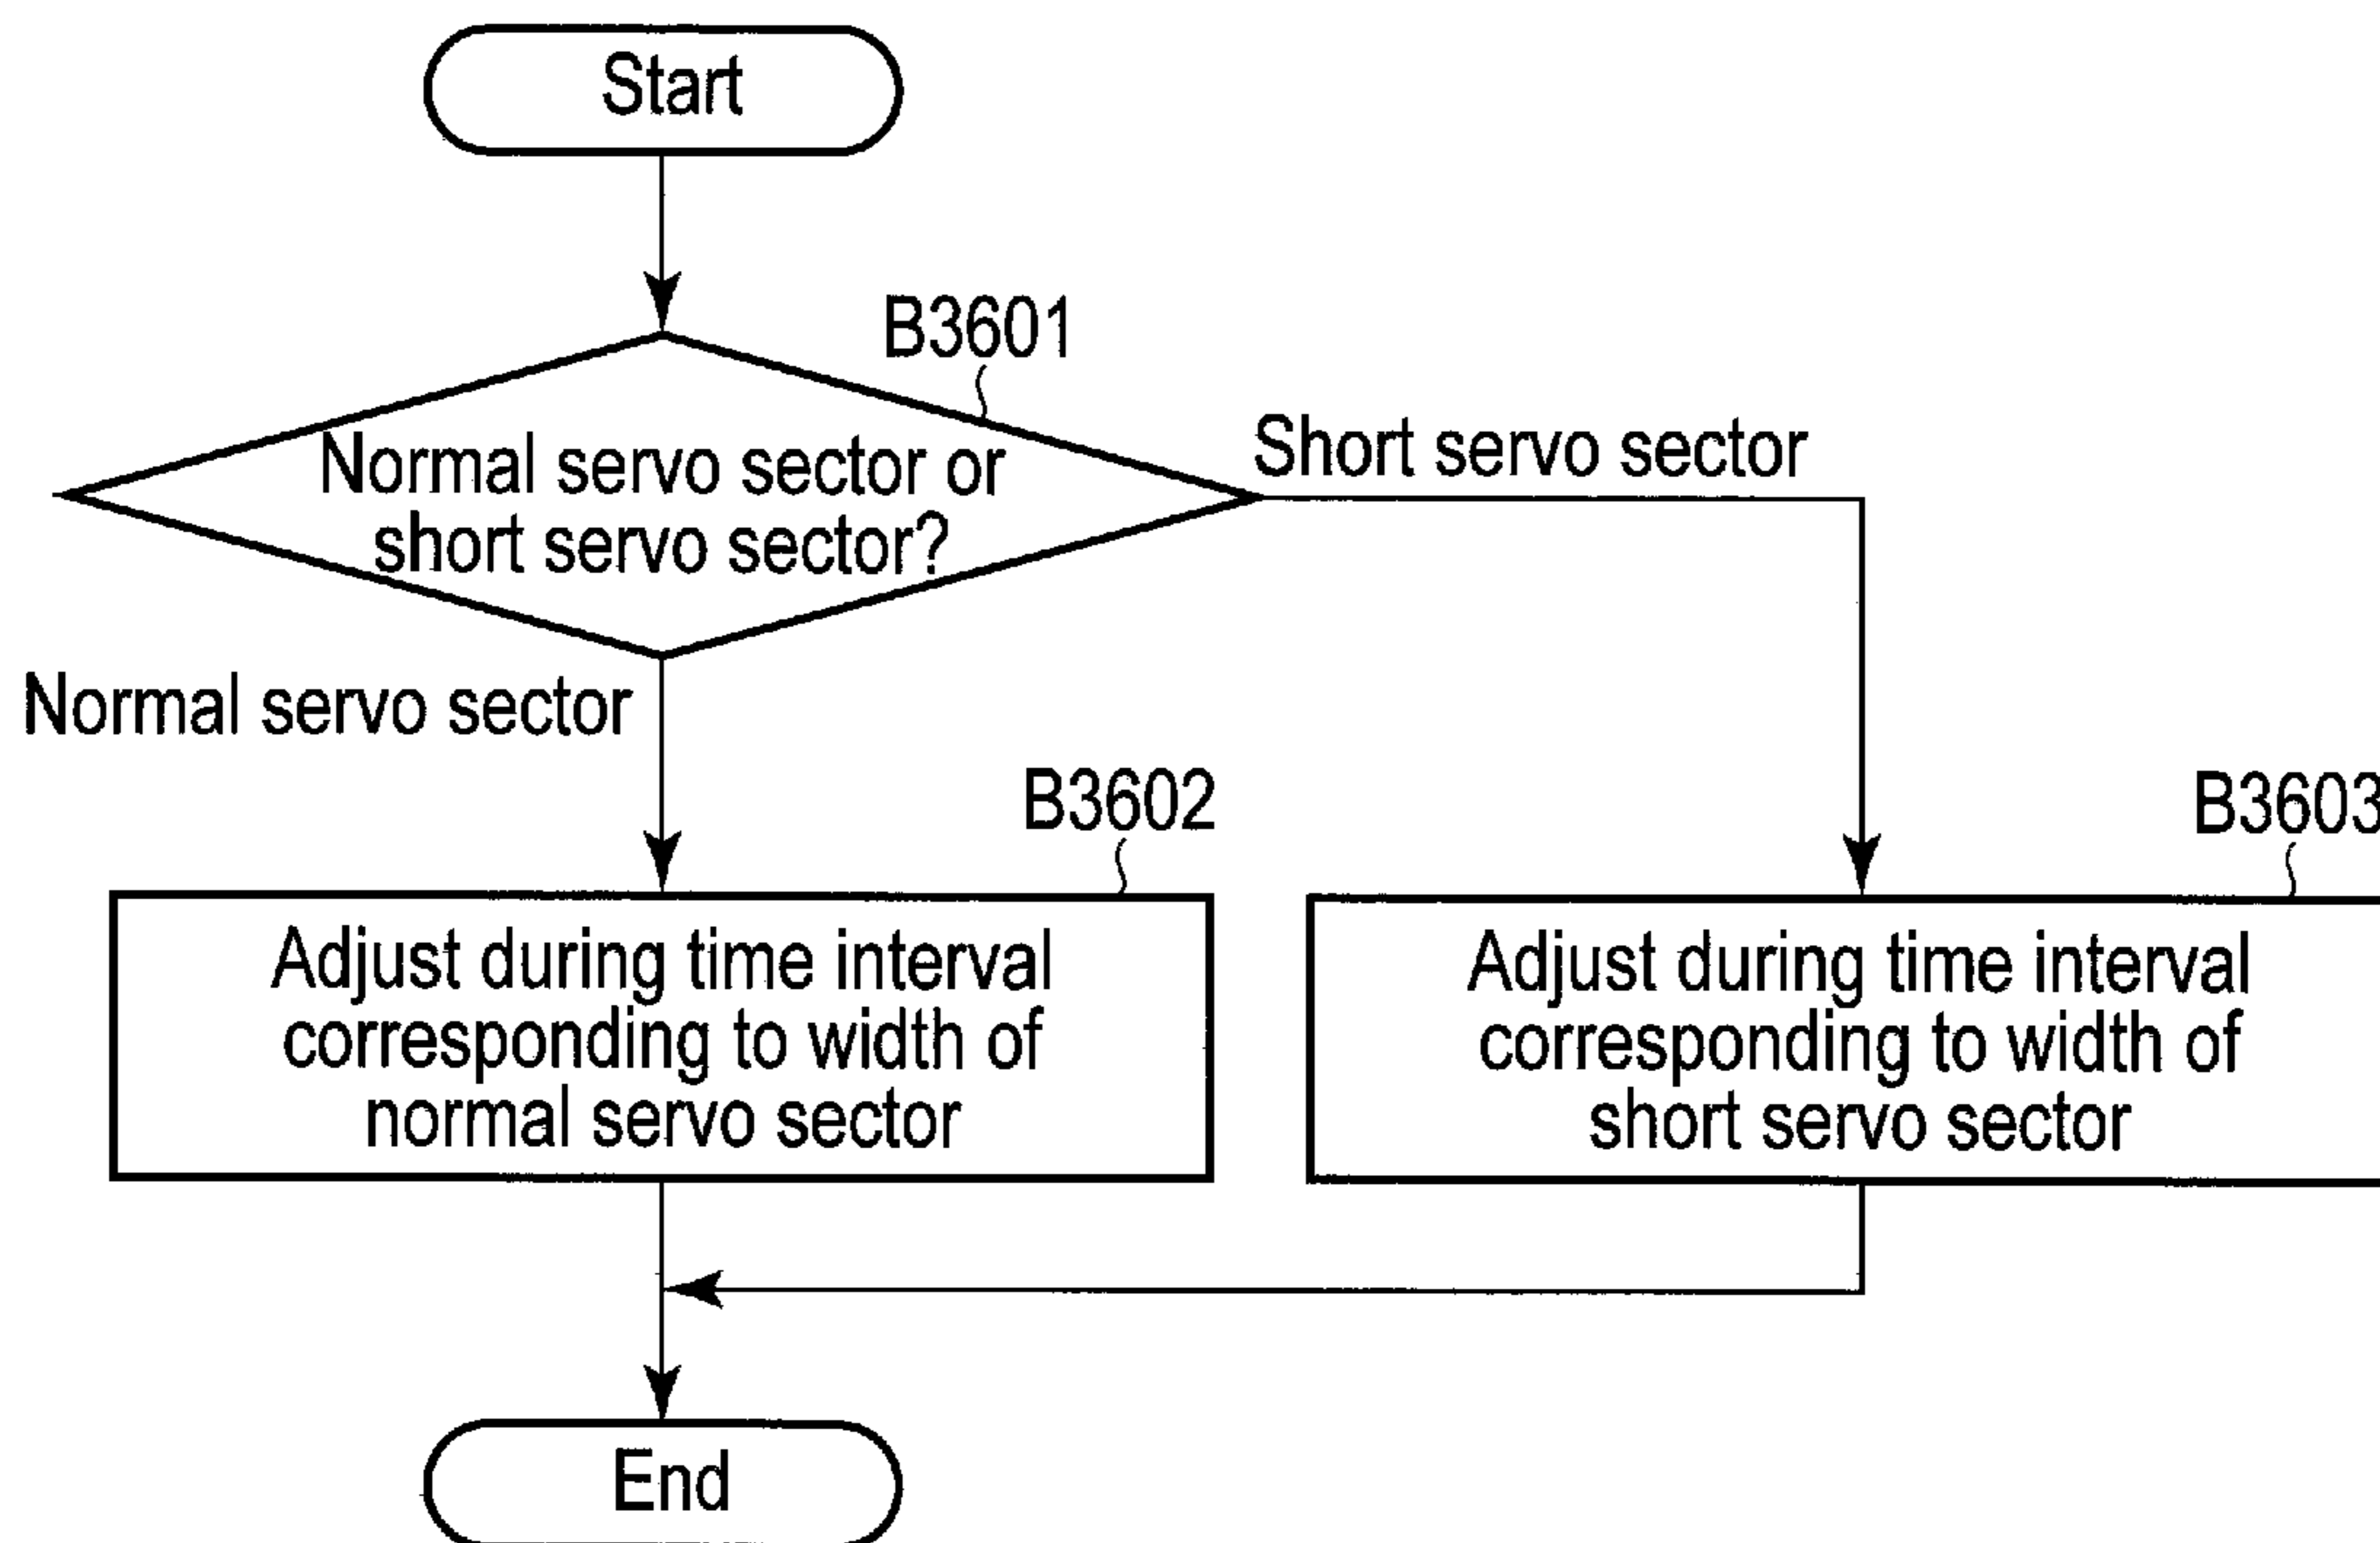 Start
B3601
Normal servo sector or
short servo sector?
Short servo sector
Normal servo sector
B3602
Adjust during time interval
corresponding to width of
normal servo sector
B3603
Adjust during time interval
corresponding to width of
short servo sector
End